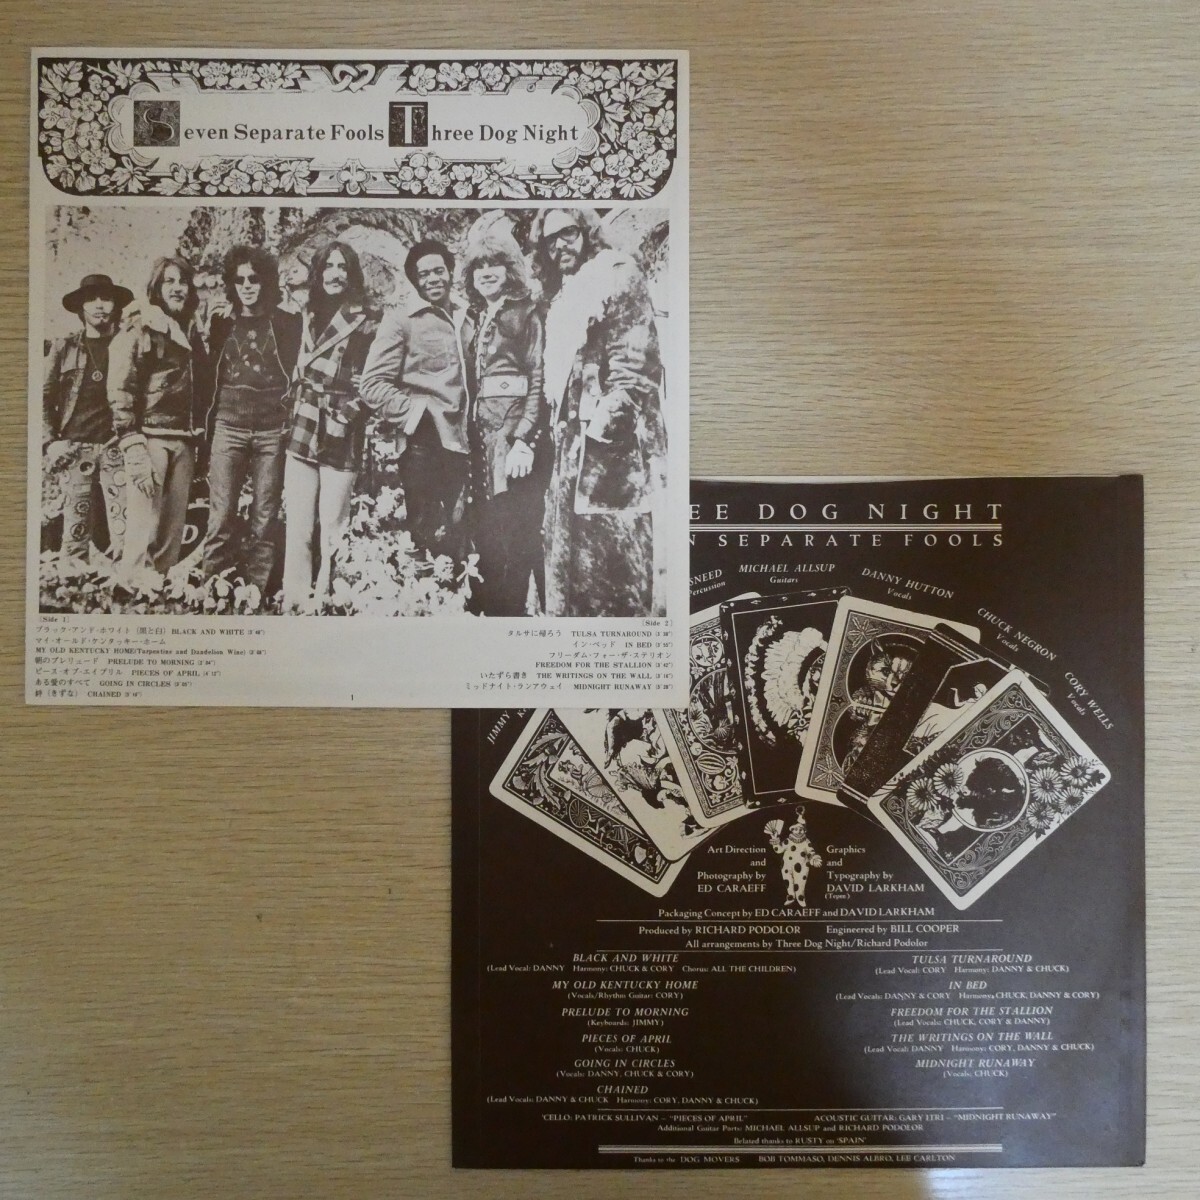 Seven Separate Fools Three Dog Night
[Side 1]
ブラック・アンド・ホワイト (黒と白) BLACK AND WHITE
マイ・オールド・ケンタッキー・ホーム
MY OLD KENTUCKY HOME (Turpentine and Dandelion Wine)
朝のプレリュード PRELUDE TO MORNING
ピース・オブ・エイプリル PIECES OF APRIL
ある愛のすべて GOING IN CIRCLES
絆 (きずな) CHAINED
[Side 2]
タルサに帰ろう TULSA TURNAROUND
イン・ベッド IN BED
フリーダム・フォー・ザ・ステリオン
FREEDOM FOR THE STALLION
いたずら書き THE WRITINGS ON THE WALL
ミッドナイト・ランアウェイ MIDNIGHT RUNAWAY
1
EE DOG NIGHT
N SEPARATE FOOLS
JIMMY
SNEED
Percussion
MICHAEL ALLSUP
Guitars
DANNY HUTTON
Vocals
CHUCK NEGRON
Vocals
CORY WELLS
Vocals
Art Direction
and
Photography by
ED CARAEFF
Graphics
and
Typography by
DAVID LARKHAM
(Tepee)
Packaging Concept by ED CARAEFF and DAVID LARKHAM
Produced by RICHARD PODOLOR Engineered by BILL COOPER
All arrangements by Three Dog Night/Richard Podolor
BLACK AND WHITE
(Lead Vocal: DANNY Harmony: CHUCK & CORY Chorus: ALL THE CHILDREN)
MY OLD KENTUCKY HOME
(Vocals/Rhythm Guitar: CORY)
PRELUDE TO MORNING
(Keyboards: JIMMY)
PIECES OF APRIL
(Vocals: CHUCK)
GOING IN CIRCLES
(Vocals: DANNY, CHUCK & CORY)
CHAINED
(Lead Vocals: DANNY & CHUCK Harmony: CORY, DANNY & CHUCK)
TULSA TURNAROUND
(Lead Vocal: CORY Harmony: DANNY & CHUCK)
IN BED
(Lead Vocals: DANNY & CORY Harmony: CHUCK, DANNY & CORY)
FREEDOM FOR THE STALLION
(Lead Vocals: CHUCK, CORY & DANNY)
THE WRITINGS ON THE WALL
(Lead Vocal: DANNY Harmony: CORY, DANNY & CHUCK)
MIDNIGHT RUNAWAY
(Vocals: CHUCK)
'CELLO: PATRICK SULLIVAN – "PIECES OF APRIL" ACOUSTIC GUITAR: GARY ITRI – "MIDNIGHT RUNAWAY"
Additional Guitar Parts: MICHAEL ALLSUP and RICHARD PODOLOR
Belated thanks to RUSTY on 'SPAIN'
Thanks to the DOG MOVERS BOB TOMMASO, DENNIS ALBRO, LEE CARLTON